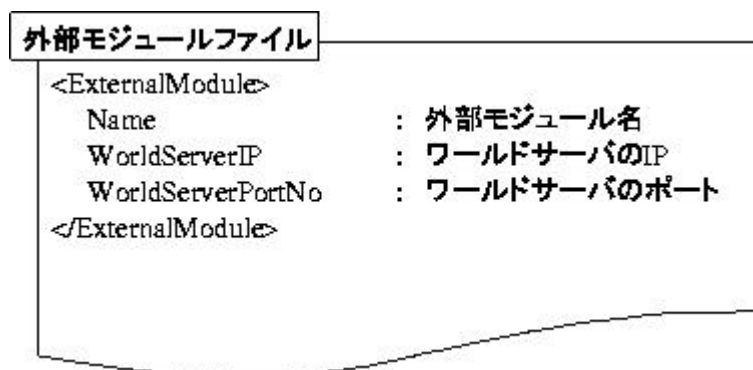 外部モジュールファイル
<ExternalModule>
Name : 外部モジュール名
WorldServerIP : ワールドサーバのIP
WorldServerPortNo : ワールドサーバのポート
</ExternalModule>